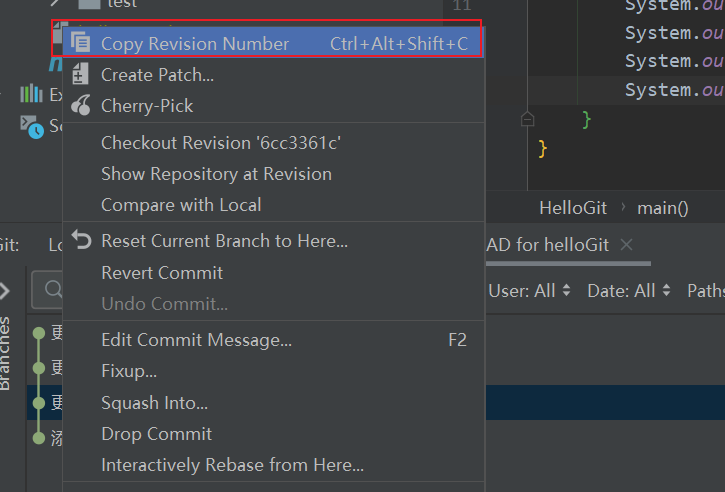 test
11
System.ou
Copy Revision Number Ctrl+Alt+Shift+C
System.ou
Create Patch...
System.ou
Cherry-Pick
System.ou
Ex
Sc
}
Checkout Revision '6cc3361c'
}
Show Repository at Revision
Compare with Local
HelloGit › main()
Git: Lo
Reset Current Branch to Here...
AD for helloGit ×
Revert Commit
User: All Date: All Paths
Undo Commit...
Edit Commit Message... F2
更
Fixup...
更
Squash Into...
更
Drop Commit
添
Interactively Rebase from Here...
Branches